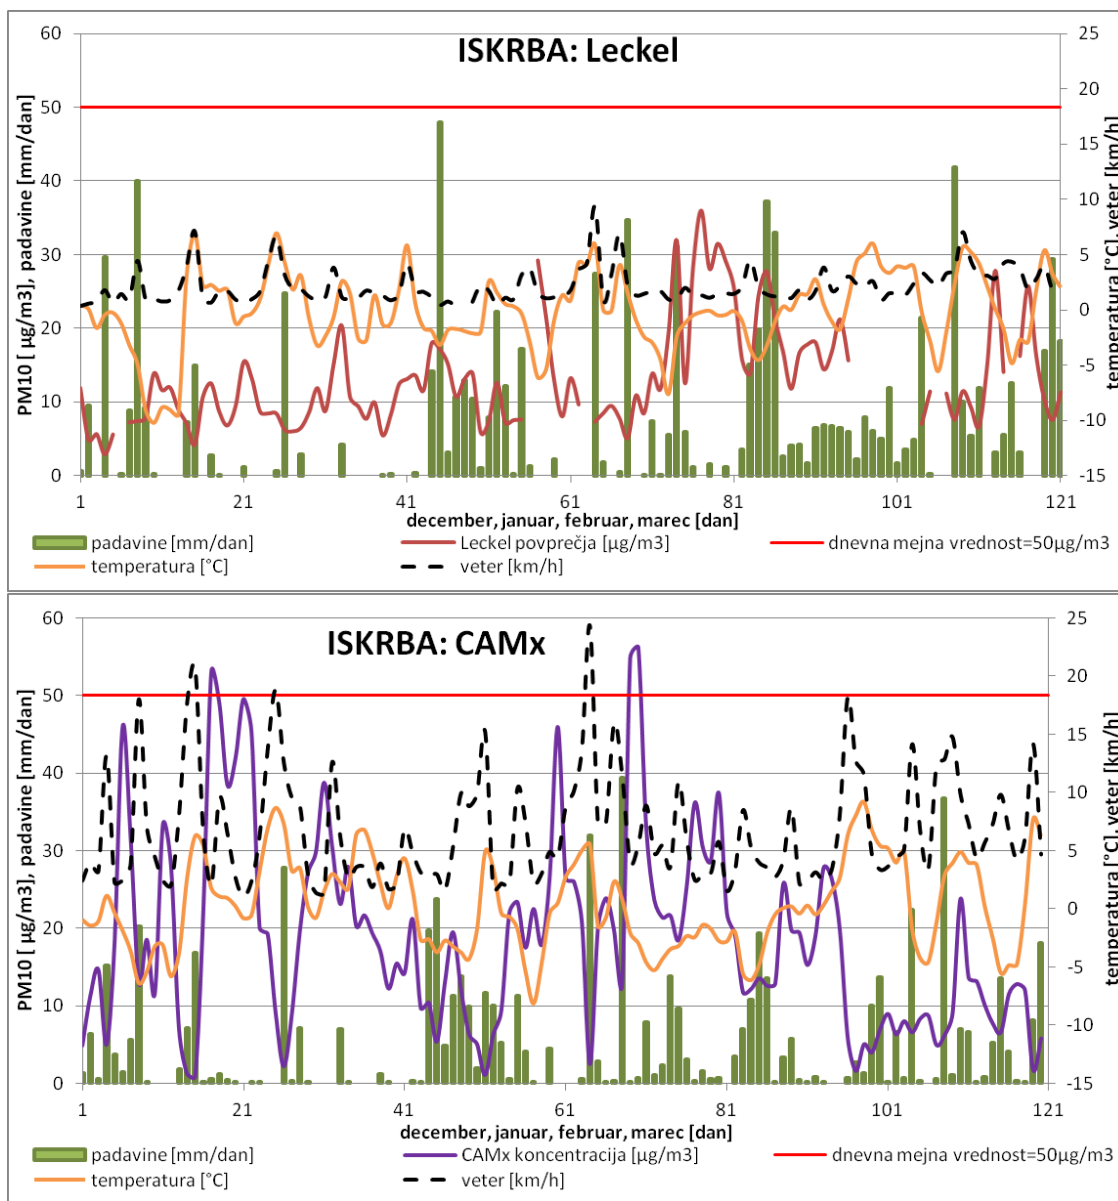 ISKRBA: Leckel
PM10 [ µg/m3], padavine [mm/dan]
60
50
40
30
20
10
0
25
20
15
10
5
0
-5
-10
-15
temperatura [°C], veter [km/h]
1 21 41 61 81 101 121
december, januar, februar, marec [dan]
padavine [mm/dan] Leckel povprečja [µg/m3] dnevna mejna vrednost=50µg/m3
temperatura [°C] veter [km/h]
ISKRBA: CAMx
PM10 [ µg/m3], padavine [mm/dan]
60
50
40
30
20
10
0
25
20
15
10
5
0
-5
-10
-15
temperatura [°C], veter [km/h]
1 21 41 61 81 101 121
december, januar, februar, marec [dan]
padavine [mm/dan] CAMx koncentracija [µg/m3] dnevna mejna vrednost=50µg/m3
temperatura [°C] veter [km/h]